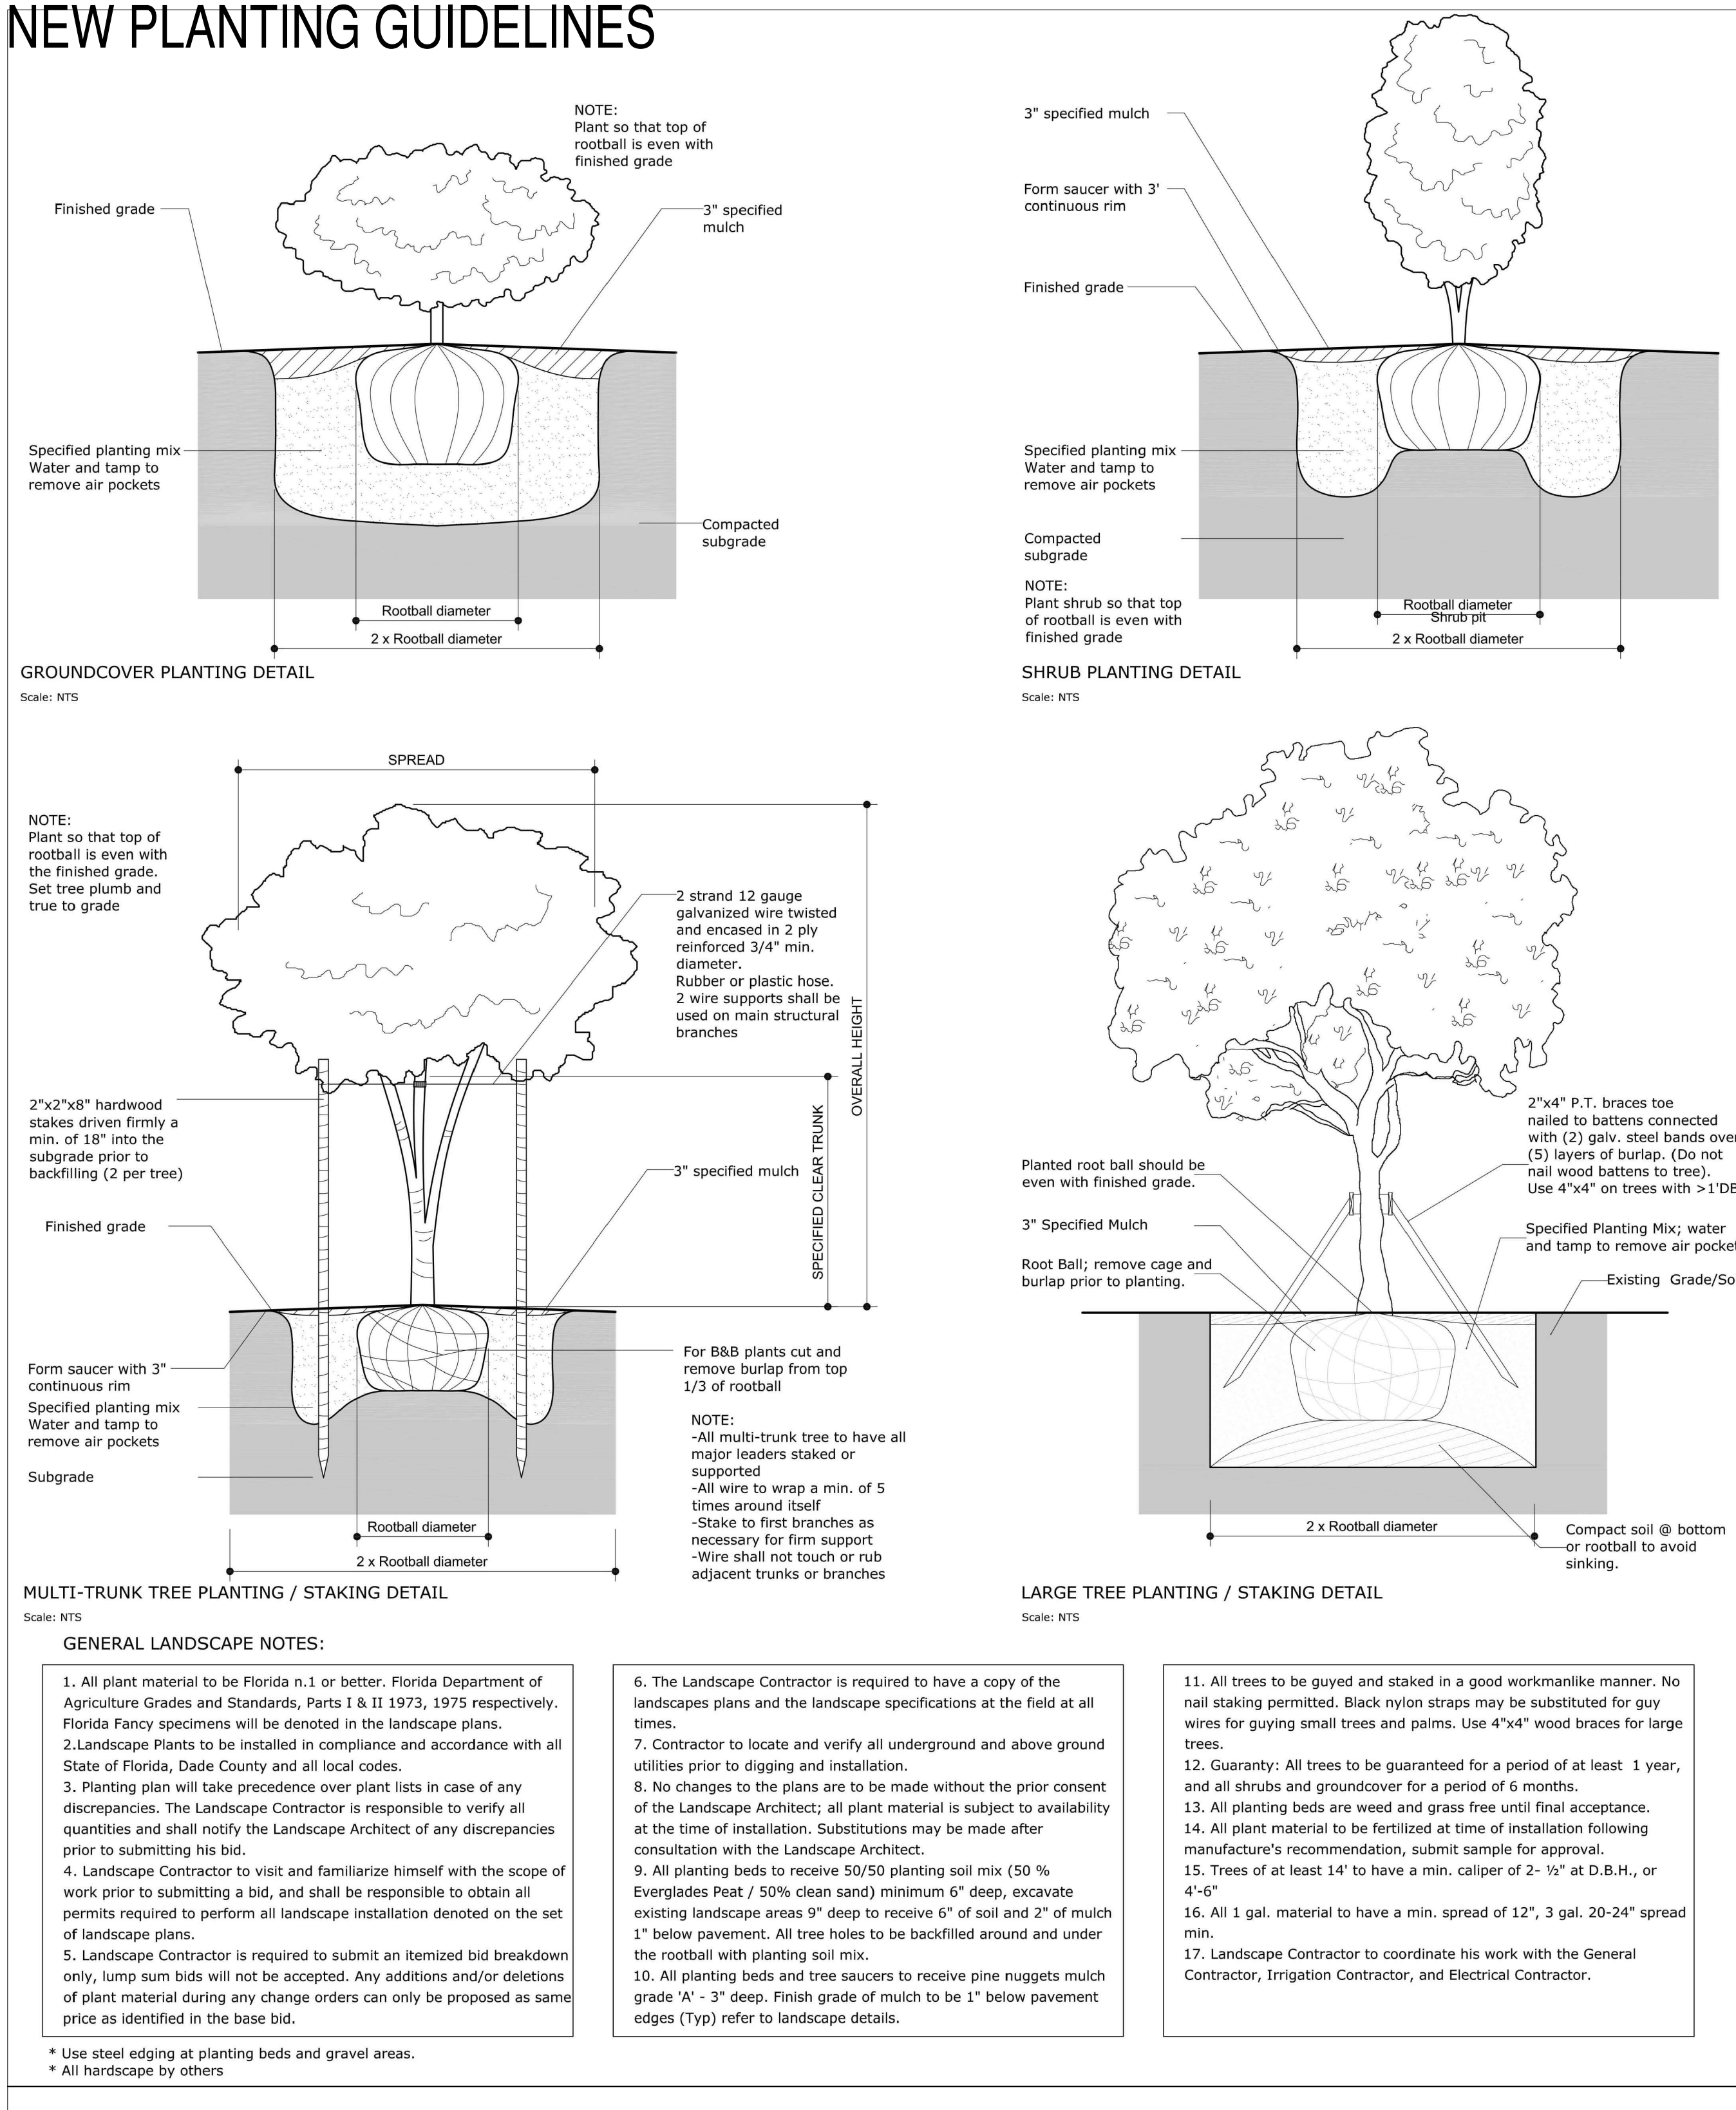 NEW PLANTING GUIDELINES
NOTE:
Plant so that top of
rootball is even with
finished grade
Finished grade
3" specified
mulch
Specified planting mix
Water and tamp to
remove air pockets
Compacted
subgrade
Rootball diameter
2 x Rootball diameter
GROUNDCOVER PLANTING DETAIL
Scale: NTS
3" specified mulch
Form saucer with 3'
continuous rim
Finished grade
Specified planting mix
Water and tamp to
remove air pockets
Compacted
subgrade
NOTE:
Plant shrub so that top
of rootball is even with
finished grade
Rootball diameter
Shrub pit
2 x Rootball diameter
SHRUB PLANTING DETAIL
Scale: NTS
SPREAD
NOTE:
Plant so that top of
rootball is even with
the finished grade.
Set tree plumb and
true to grade
2 strand 12 gauge
galvanized wire twisted
and encased in 2 ply
reinforced 3/4" min.
diameter.
Rubber or plastic hose.
2 wire supports shall be
used on main structural
branches
OVERALL HEIGHT
SPECIFIED CLEAR TRUNK
2"x2"x8" hardwood
stakes driven firmly a
min. of 18" into the
subgrade prior to
backfilling (2 per tree)
3" specified mulch
Finished grade
Form saucer with 3"
continuous rim
Specified planting mix
Water and tamp to
remove air pockets
Subgrade
For B&B plants cut and
remove burlap from top
1/3 of rootball
NOTE:
-All multi-trunk tree to have all
major leaders staked or
supported
-All wire to wrap a min. of 5
times around itself
-Stake to first branches as
necessary for firm support
-Wire shall not touch or rub
adjacent trunks or branches
Rootball diameter
2 x Rootball diameter
MULTI-TRUNK TREE PLANTING / STAKING DETAIL
Scale: NTS
2"x4" P.T. braces toe
nailed to battens connected
with (2) galv. steel bands over
(5) layers of burlap. (Do not
nail wood battens to tree).
Use 4"x4" on trees with >1'DB
Planted root ball should be
even with finished grade.
3" Specified Mulch
Root Ball; remove cage and
burlap prior to planting.
Specified Planting Mix; water
and tamp to remove air pocke
Existing Grade/So
2 x Rootball diameter
Compact soil @ bottom
or rootball to avoid
sinking.
LARGE TREE PLANTING / STAKING DETAIL
Scale: NTS
GENERAL LANDSCAPE NOTES:
1. All plant material to be Florida n.1 or better. Florida Department of
Agriculture Grades and Standards, Parts I & II 1973, 1975 respectively.
Florida Fancy specimens will be denoted in the landscape plans.
2.Landscape Plants to be installed in compliance and accordance with all
State of Florida, Dade County and all local codes.
3. Planting plan will take precedence over plant lists in case of any
discrepancies. The Landscape Contractor is responsible to verify all
quantities and shall notify the Landscape Architect of any discrepancies
prior to submitting his bid.
4. Landscape Contractor to visit and familiarize himself with the scope of
work prior to submitting a bid, and shall be responsible to obtain all
permits required to perform all landscape installation denoted on the set
of landscape plans.
5. Landscape Contractor is required to submit an itemized bid breakdown
only, lump sum bids will not be accepted. Any additions and/or deletions
of plant material during any change orders can only be proposed as same
price as identified in the base bid.
6. The Landscape Contractor is required to have a copy of the
landscapes plans and the landscape specifications at the field at all
times.
7. Contractor to locate and verify all underground and above ground
utilities prior to digging and installation.
8. No changes to the plans are to be made without the prior consent
of the Landscape Architect; all plant material is subject to availability
at the time of installation. Substitutions may be made after
consultation with the Landscape Architect.
9. All planting beds to receive 50/50 planting soil mix (50 %
Everglades Peat / 50% clean sand) minimum 6" deep, excavate
existing landscape areas 9" deep to receive 6" of soil and 2" of mulch
1" below pavement. All tree holes to be backfilled around and under
the rootball with planting soil mix.
10. All planting beds and tree saucers to receive pine nuggets mulch
grade 'A' - 3" deep. Finish grade of mulch to be 1" below pavement
edges (Typ) refer to landscape details.
11. All trees to be guyed and staked in a good workmanlike manner. No
nail staking permitted. Black nylon straps may be substituted for guy
wires for guying small trees and palms. Use 4"x4" wood braces for large
trees.
12. Guaranty: All trees to be guaranteed for a period of at least 1 year,
and all shrubs and groundcover for a period of 6 months.
13. All planting beds are weed and grass free until final acceptance.
14. All plant material to be fertilized at time of installation following
manufacture's recommendation, submit sample for approval.
15. Trees of at least 14' to have a min. caliper of 2- ½" at D.B.H., or
4'-6"
16. All 1 gal. material to have a min. spread of 12", 3 gal. 20-24" spread
min.
17. Landscape Contractor to coordinate his work with the General
Contractor, Irrigation Contractor, and Electrical Contractor.
* Use steel edging at planting beds and gravel areas.
* All hardscape by others